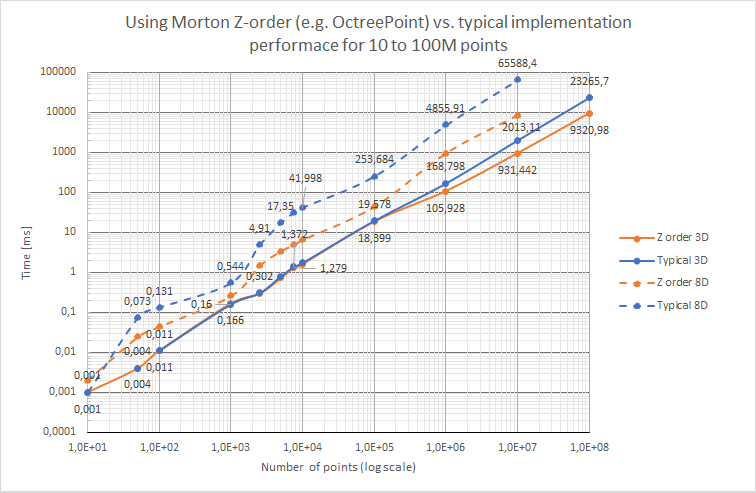 Using Morton Z-order (e.g. OctreePoint) vs. typical implementation
performace for 10 to 100M points
100000
10000
1000
100
10
1
0,1
0,01
0,001
0,0001
Time [ms]
65588,4
23265,7
4855,91
2013,11
9320,98
253,684
168,798
931,442
41,998
19,578
105,928
17,35
18,399
4,91
1,372
1,279
0,544
0,302
0,131
0,073
0,16
0,166
0,011
0,004
0,011
0,001
0,004
0,001
1,0E+01
1,0E+02
1,0E+03
1,0E+04
1,0E+05
1,0E+06
1,0E+07
1,0E+08
Number of points (log scale)
Z order 3D
Typical 3D
Z order 8D
Typical 8D